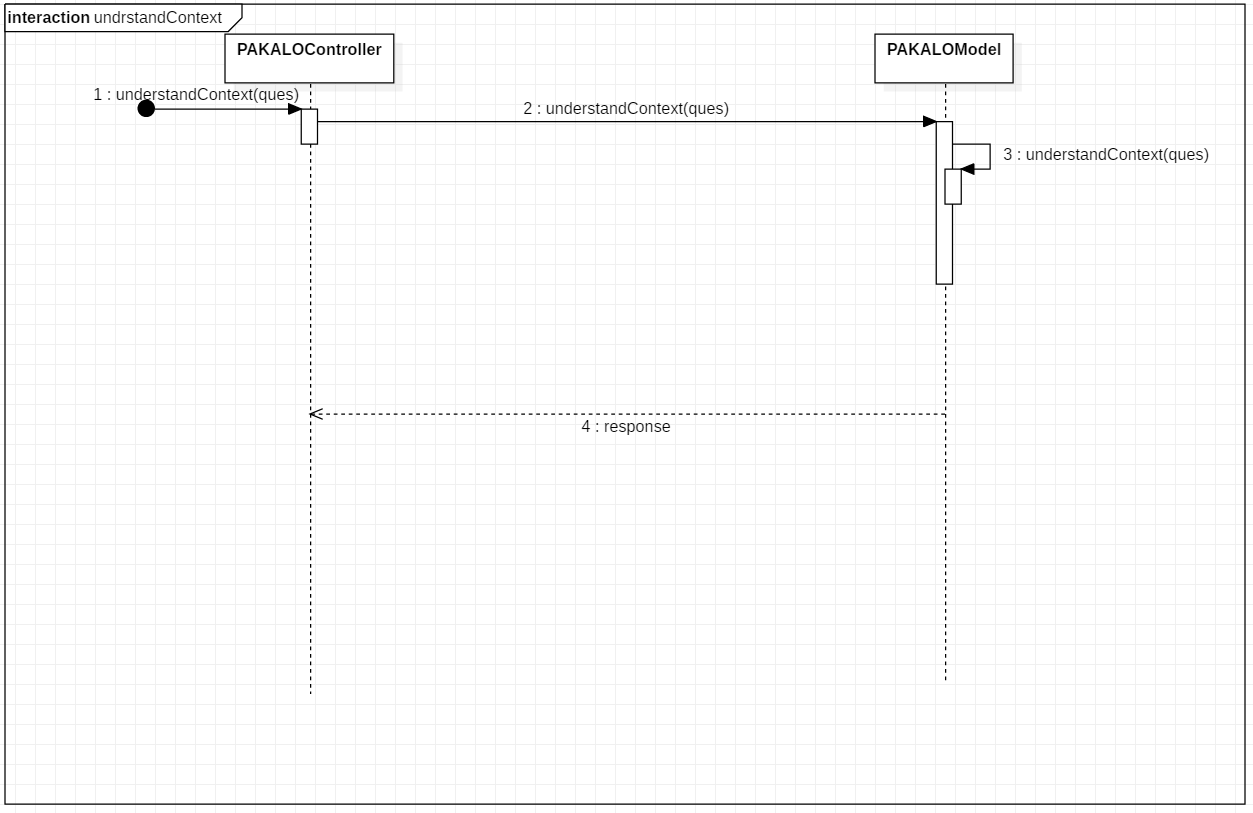 interaction undrstandContext
PAKALOController
PAKALOModel
1 : understandContext(ques)
2 : understandContext(ques)
3 : understandContext(ques)
4 : response